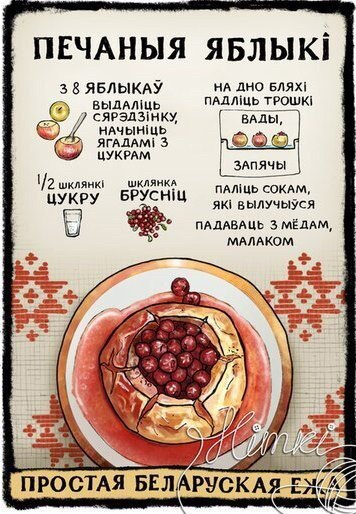 ПЕЧАНЫЯ ЯБЛЫКІ
З 8 ЯБЛЫКАЎ
ВЫДАЛІЦЬ
СЯРЭДЗІНКУ,
НАЧЫНІЦЬ
ЯГАДАМІ З
ЦУКРАМ
1/2 ШКЛЯНКІ
ЦУКРУ
ШКЛЯНКА
БРУСНІЦ
НА ДНО БЛЯХІ
ПАДЛІЦЬ ТРОШКІ
ВАДЫ,
ЗАПЯЧЫ
ПАЛІЦЬ СОКАМ,
ЯКІ ВЫЛУЧЫЎСЯ
ПАДАВАЦЬ З МЁДАМ,
МАЛАКОМ
Німкі
ПРОСТАЯ БЕЛАРУСКАЯ ЕЖА